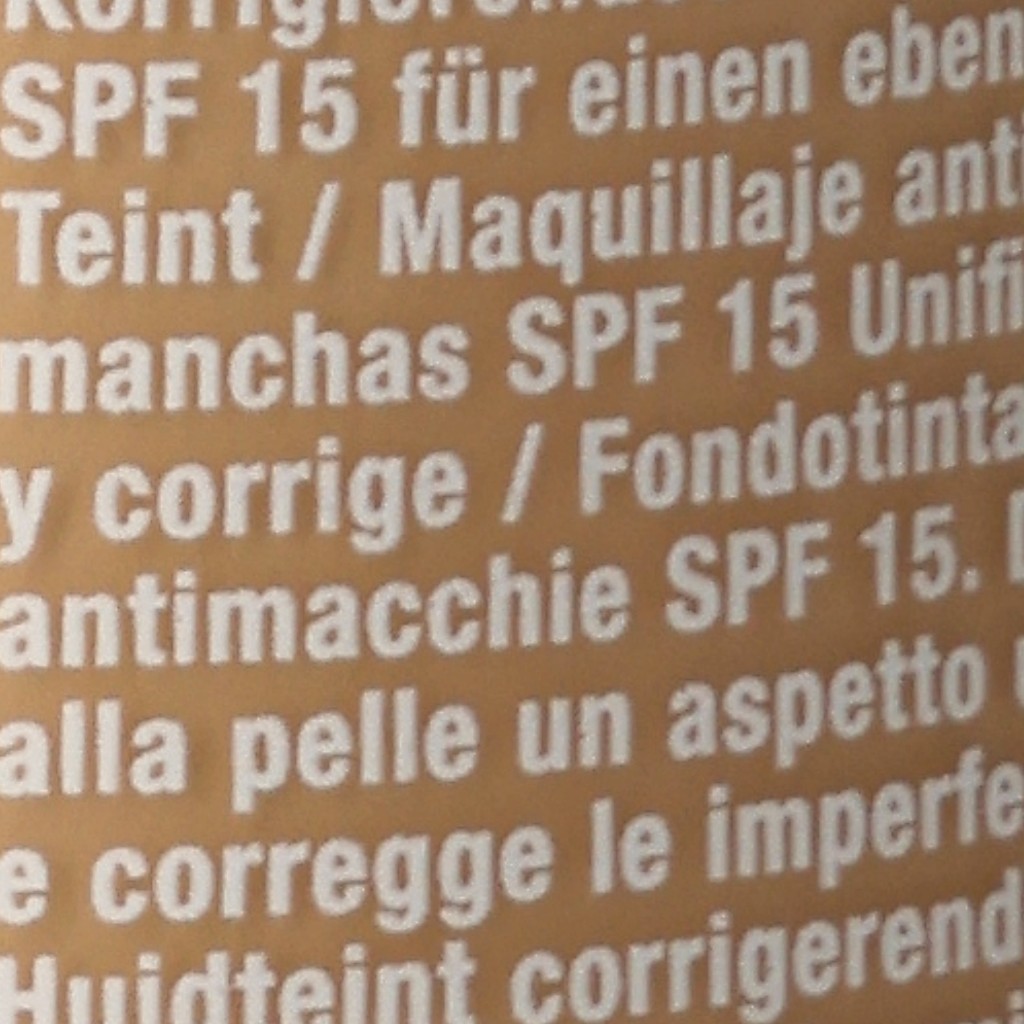 SPF 15 für einen eben
Teint / Maquillaje anti
manchas SPF 15 Unifi
y corrige / Fondotinta
antimacchie SPF 15.
alla pelle un aspetto
e corregge le imperfe
Huidteint corrigerend